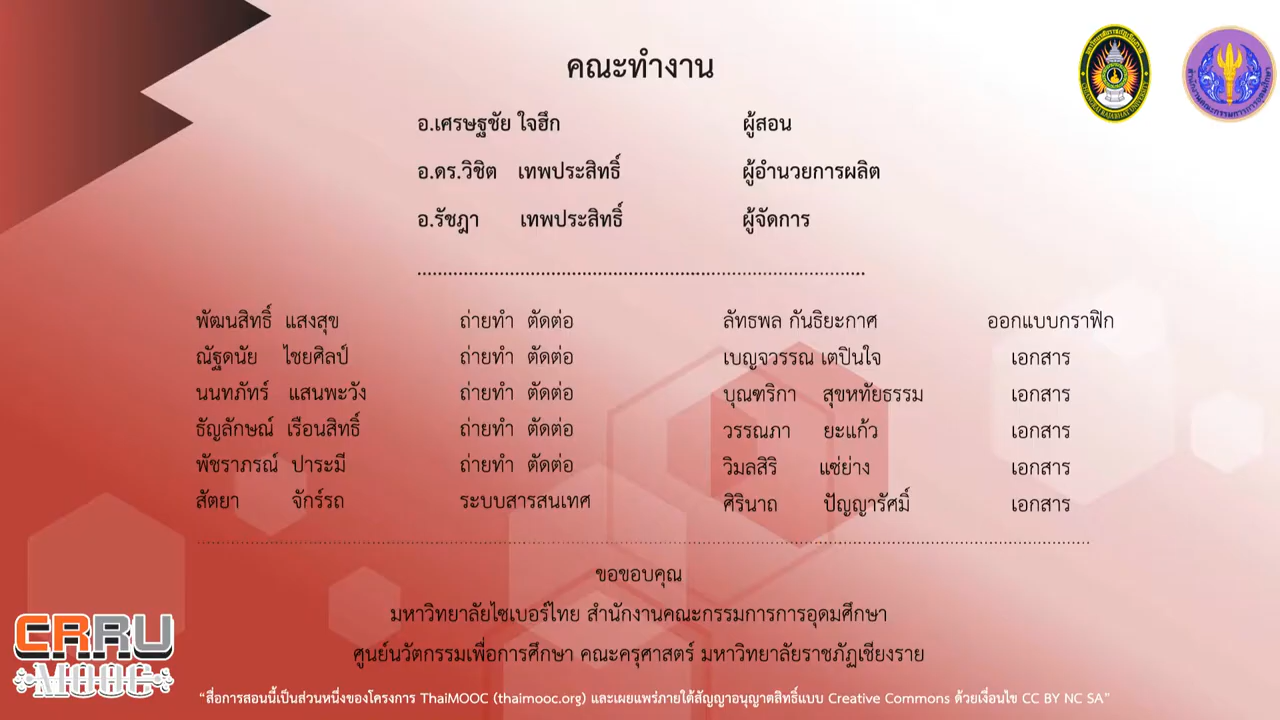 คณะทำงาน
อ.เศรษฐชัย ใจฮึก ผู้สอน
อ.ดร.วิชิต เทพประสิทธิ์ ผู้อำนวยการผลิต
อ.รัชฎา เทพประสิทธิ์ ผู้จัดการ
พัฒนสิทธิ์ แสงสุข ถ่ายทำ ตัดต่อ ลัทธพล กันธิยะกาศ ออกแบบกราฟิก
ณัฐดนัย ไชยศิลป์ ถ่ายทำ ตัดต่อ เบญจวรรณ เตปินใจ เอกสาร
นนทภัทร์ แสนพะวัง ถ่ายทำ ตัดต่อ บุณฑริกา สุขหทัยธรรม เอกสาร
ธัญลักษณ์ เรือนสิทธิ์ ถ่ายทำ ตัดต่อ วรรณภา ยะแก้ว เอกสาร
พัชราภรณ์ ปาระมี ถ่ายทำ ตัดต่อ วิมลสิริ แซ่ย่าง เอกสาร
สัตยา จักร์รถ ระบบสารสนเทศ ศิรินาถ ปัญญารัศมิ์ เอกสาร
ขอขอบคุณ
มหาวิทยาลัยไซเบอร์ไทย สำนักงานคณะกรรมการการอุดมศึกษา
ศูนย์นวัตกรรมเพื่อการศึกษา คณะครุศาสตร์ มหาวิทยาลัยราชภัฏเชียงราย
CRRU
MOOC
“สื่อการสอนนี้เป็นส่วนหนึ่งของโครงการ ThaiMOOC (thaimooc.org) และเผยแพร่ภายใต้สัญญาอนุญาตสิทธิ์แบบ Creative Commons ด้วยเงื่อนไข CC BY NC SA”